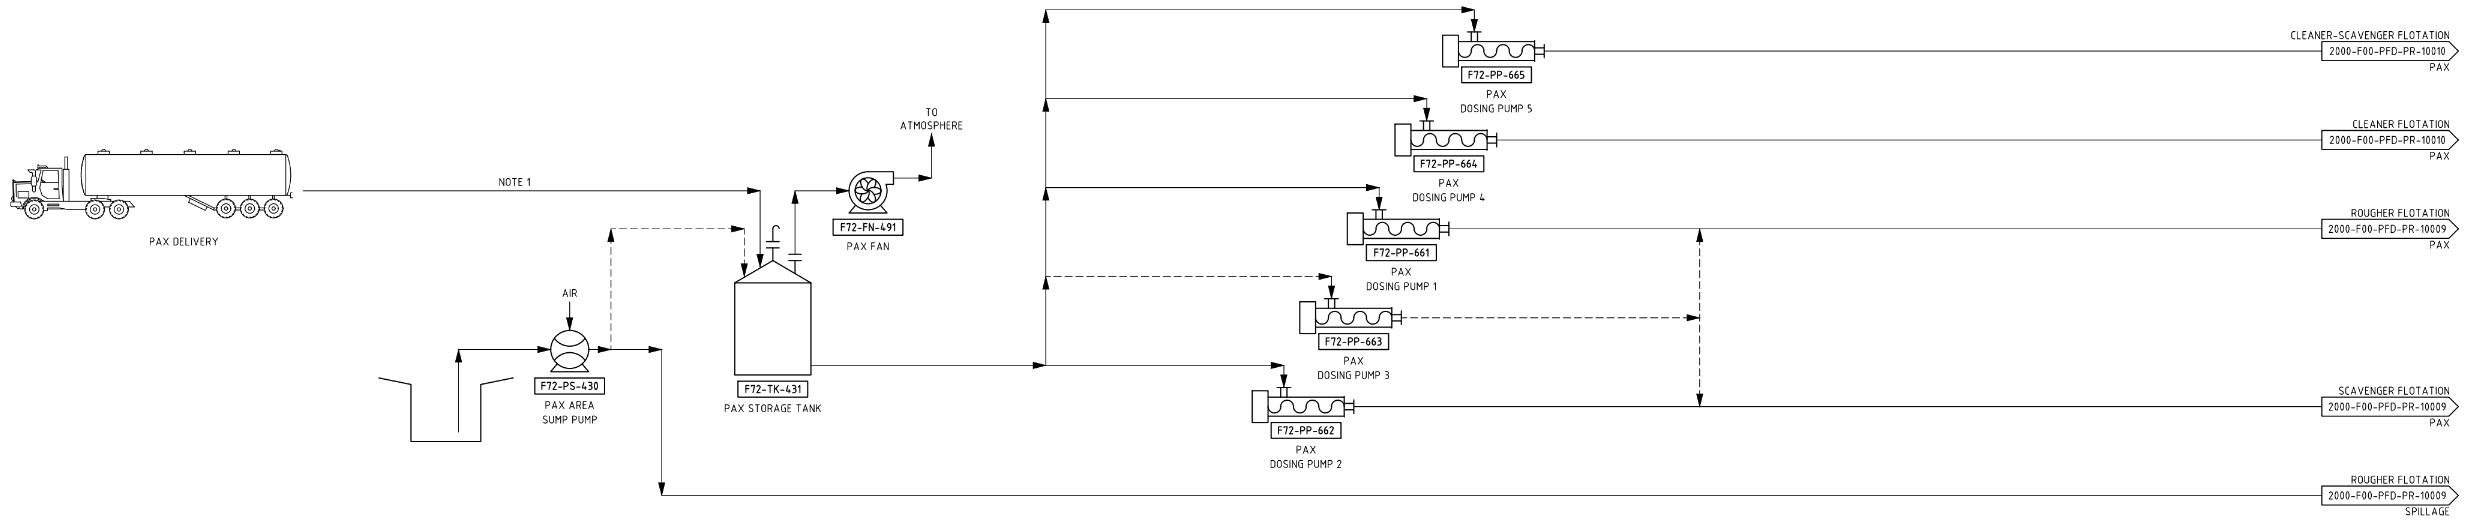 CLEANER-SCAVENGER FLOTATION
2000-F00-PFD-PR-10010
PAX
F72-PP-665
PAX
DOSING PUMP 5
TO
ATMOSPHERE
CLEANER FLOTATION
2000-F00-PFD-PR-10010
PAX
F72-PP-664
PAX
DOSING PUMP 4
NOTE 1
PAX DELIVERY
F72-FN-491
PAX FAN
ROUGHER FLOTATION
2000-F00-PFD-PR-10009
PAX
F72-PP-661
PAX
DOSING PUMP 1
AIR
F72-PP-663
PAX
DOSING PUMP 3
F72-PS-430
PAX AREA
SUMP PUMP
F72-TK-431
PAX STORAGE TANK
SCAVENGER FLOTATION
2000-F00-PFD-PR-10009
PAX
F72-PP-662
PAX
DOSING PUMP 2
ROUGHER FLOTATION
2000-F00-PFD-PR-10009
SPILLAGE